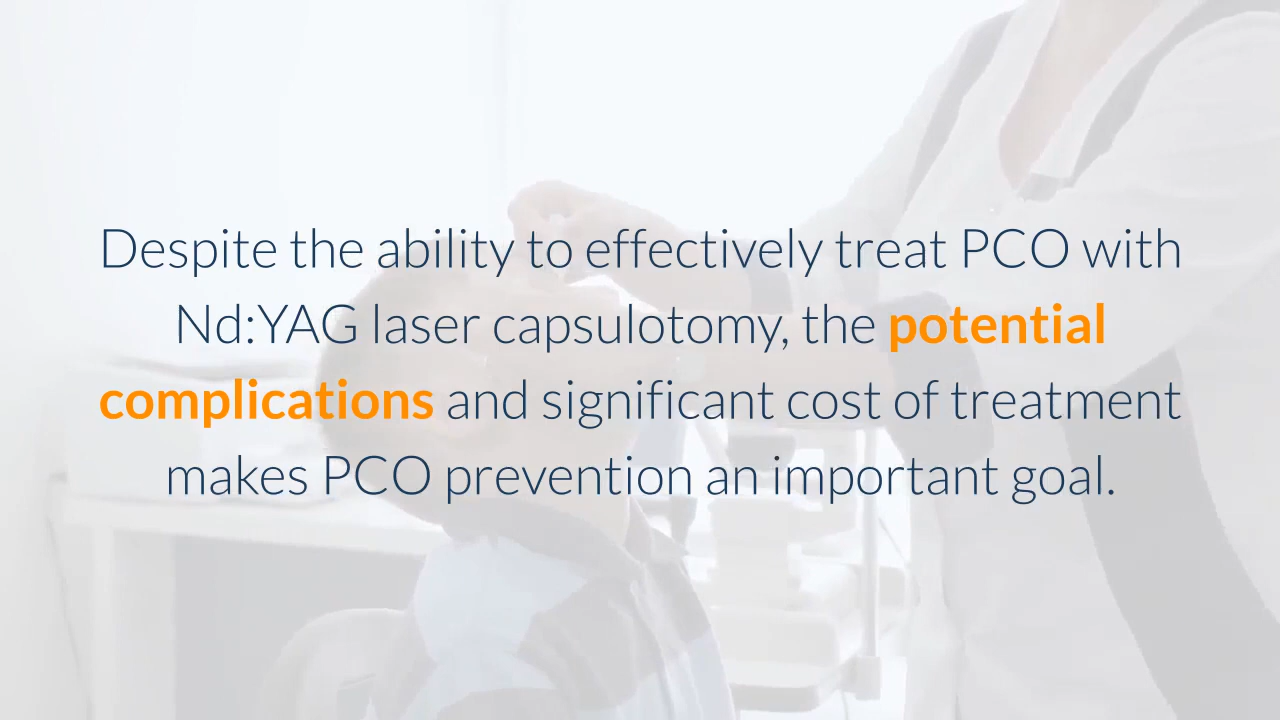 Despite the ability to effectively treat PCO with
Nd:YAG laser capsulotomy, the potential
complications and significant cost of treatment
makes PCO prevention an important goal.